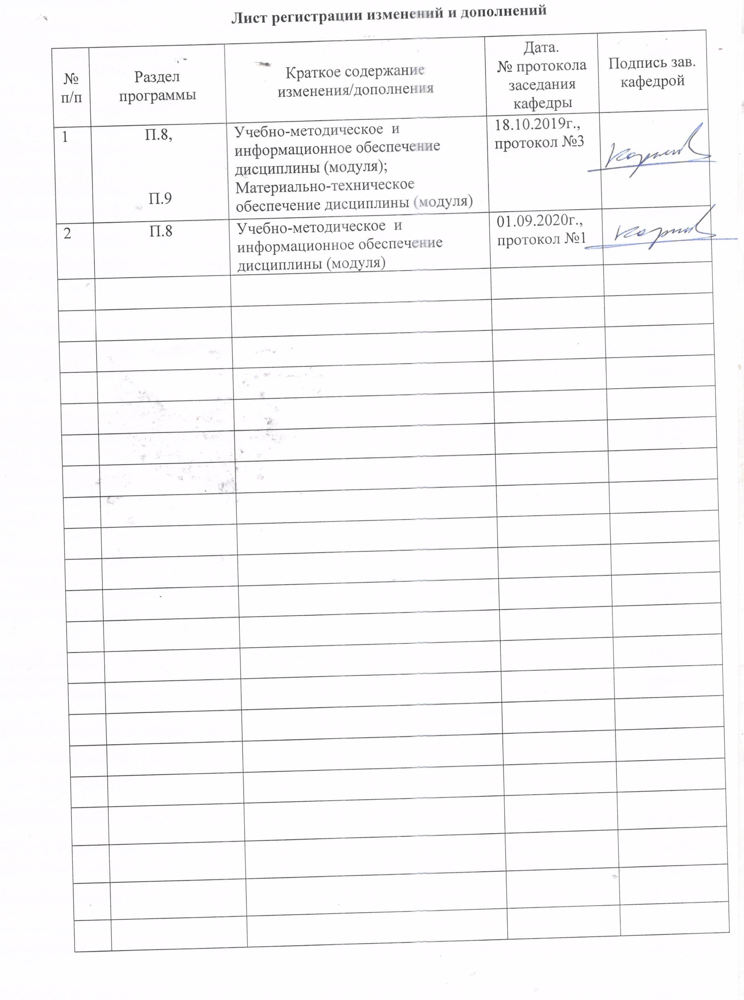 Лист регистрации изменений и дополнений
№
п/п
Раздел
программы
Краткое содержание
изменения/дополнения
Дата.
№ протокола
заседания
кафедры
Подпись зав.
кафедрой
1
П.8,
П.9
Учебно-методическое и
информационное обеспечение
дисциплины (модуля);
Материально-техническое
обеспечение дисциплины (модуля)
18.10.2019г.,
протокол №3
2
П.8
Учебно-методическое и
информационное обеспечение
дисциплины (модуля)
01.09.2020г.,
протокол №1